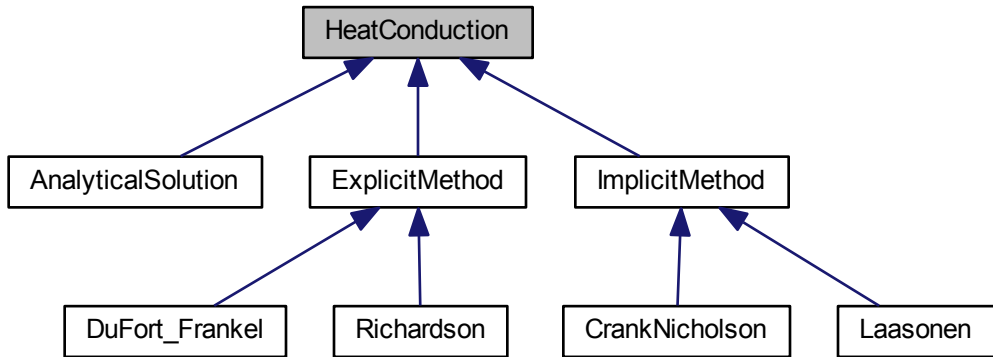 HeatConduction
AnalyticalSolution
ExplicitMethod
ImplicitMethod
DuFort_Frankel
Richardson
CrankNicholson
Laasonen